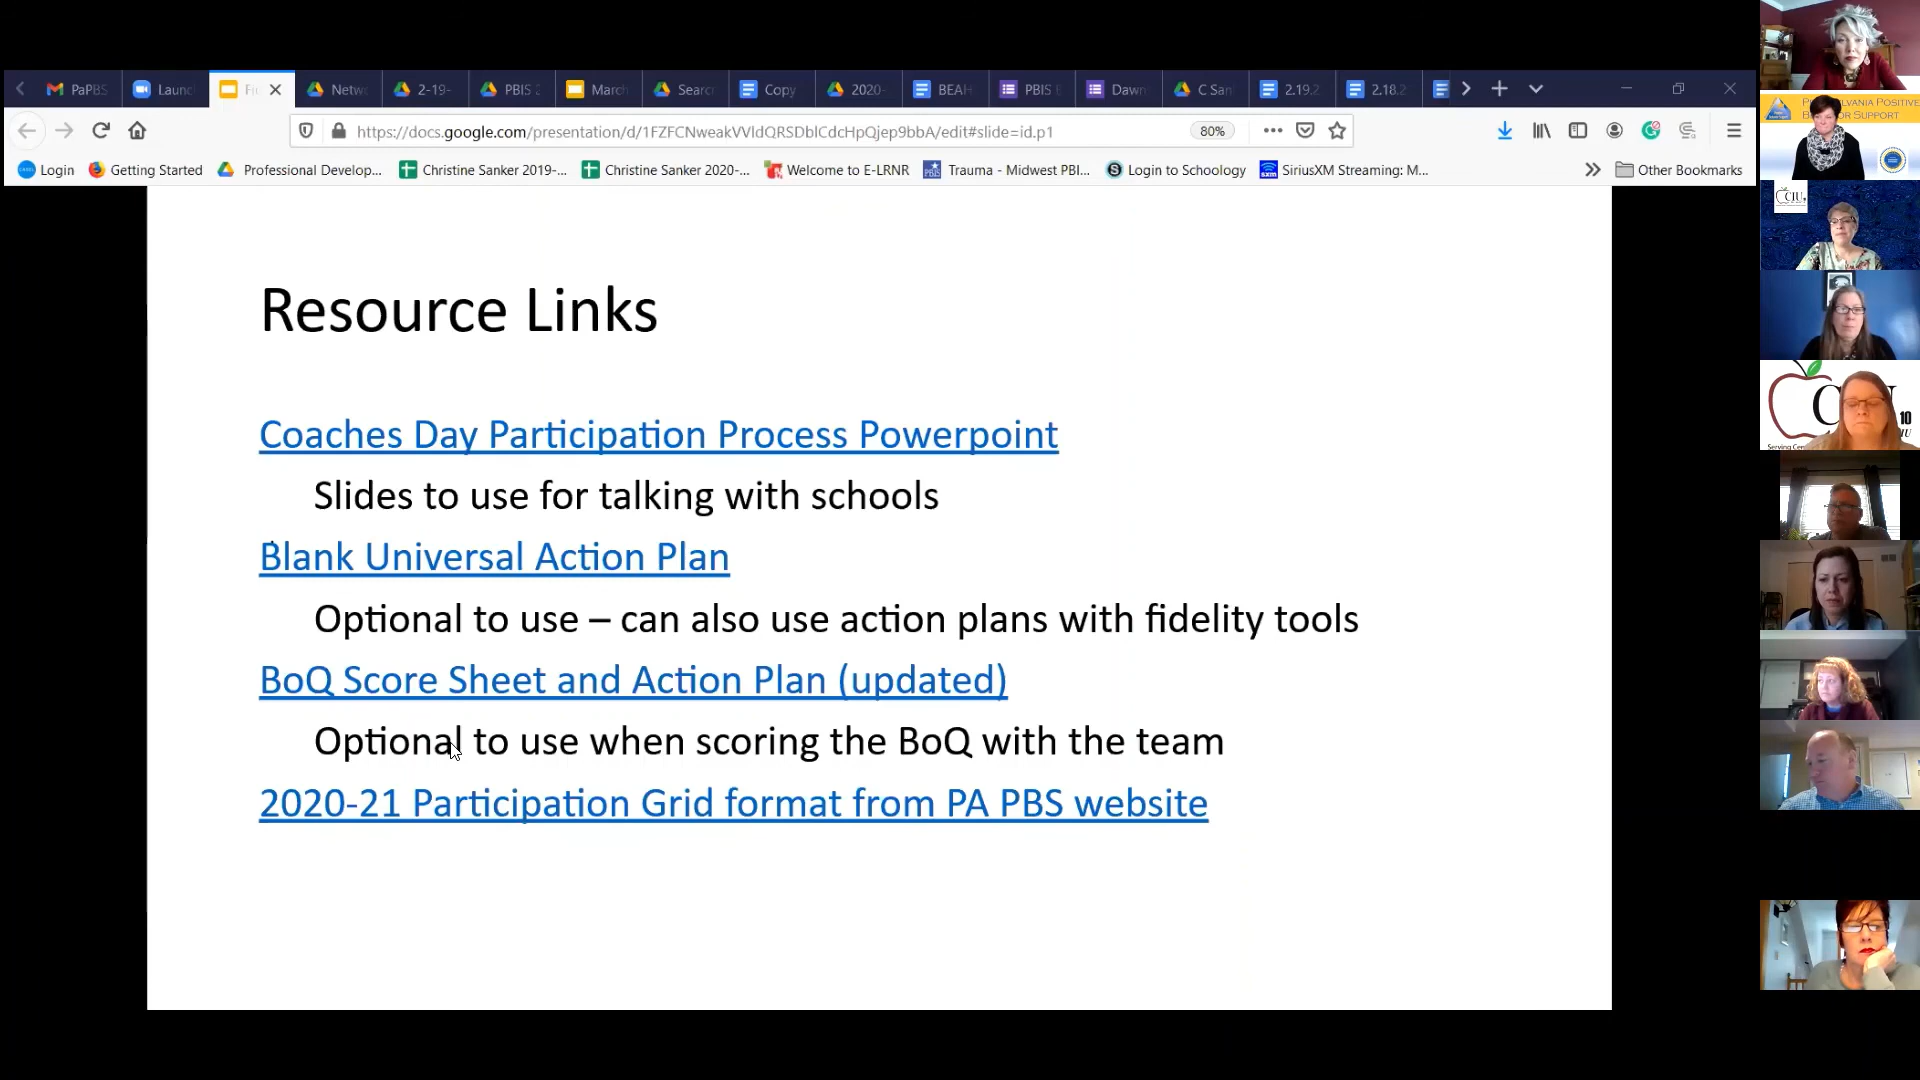 PaPBS
Launc
Netw
2-19-
PBIS 2
March
Searc
Copy
2020-
BEAH
PBIS E
Dawn
C San
2.19.2
2.18.2
https://docs.google.com/presentation/d/1FZFCNweakVVldQRSDblCdcHpQjep9bbA/edit#slide=id.p1
80%
Login
Getting Started
Professional Develop...
Christine Sanker 2019-...
Christine Sanker 2020-...
Welcome to E-LRNR
Trauma - Midwest PBI...
Login to Schoology
SiriusXM Streaming: M...
Other Bookmarks
Resource Links
Coaches Day Participation Process Powerpoint
Slides to use for talking with schools
Blank Universal Action Plan
Optional to use – can also use action plans with fidelity tools
BoQ Score Sheet and Action Plan (updated)
Optional to use when scoring the BoQ with the team
2020-21 Participation Grid format from PA PBS website
CIU
10